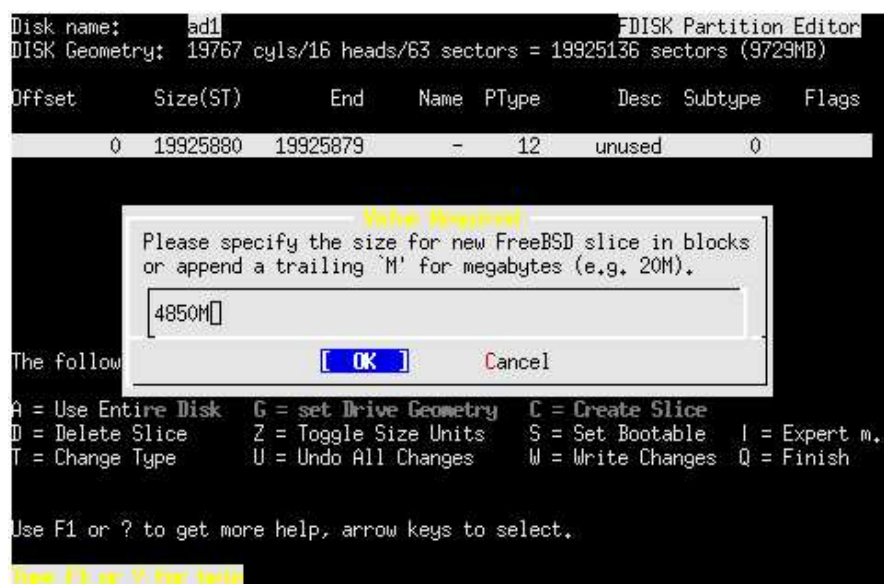 Disk name: ad1 FDISK Partition Editor
DISK Geometry: 19767 cyls/16 heads/63 sectors = 19925136 sectors (9729MB)
Offset Size(ST) End Name PType Desc Subtype Flags
0 19925880 19925879 - 12 unused 0
Value Required
Please specify the size for new FreeBSD slice in blocks
or append a trailing `M' for megabytes (e.g. 20M).
4850M
[ OK ] Cancel
The follow
A = Use Entire Disk G = set Drive Geometry C = Create Slice
D = Delete Slice Z = Toggle Size Units S = Set Bootable | = Expert m.
T = Change Type U = Undo All Changes W = Write Changes Q = Finish
Use F1 or ? to get more help, arrow keys to select.